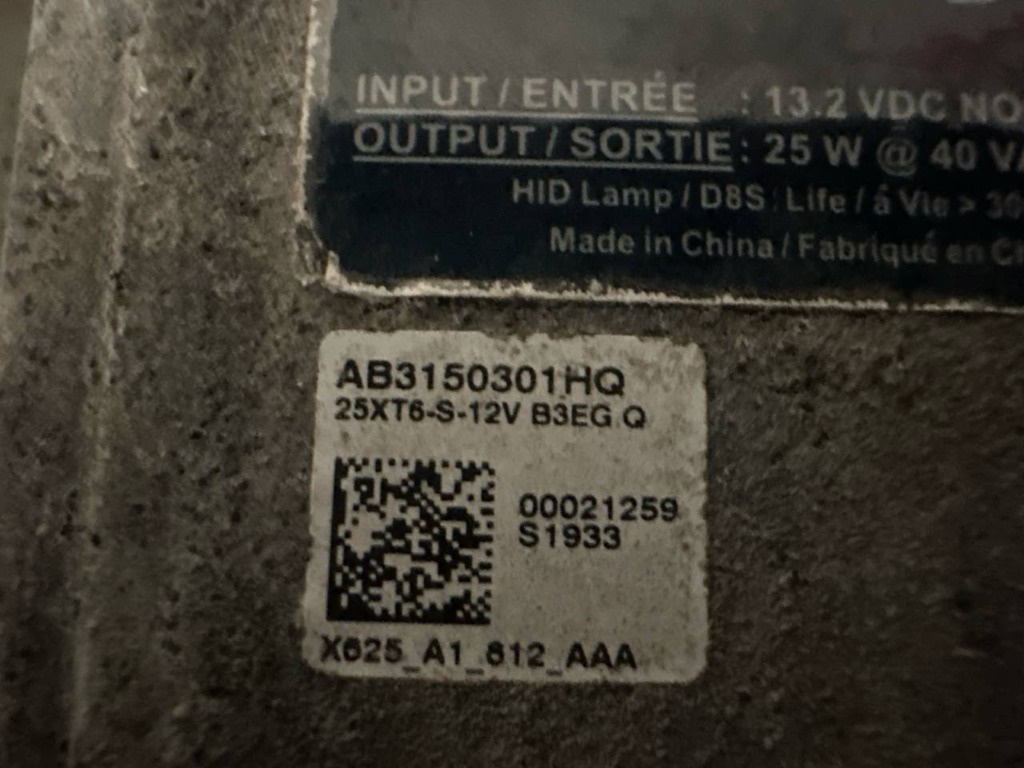 INPUT / ENTRÉE : 13.2 VDC
OUTPUT / SORTIE : 25 W @ 40
HID Lamp / D8S : Life / á Vie >
Made in China / Fabriqué en
AB3150301HQ
25XT6-S-12V B3EG Q
00021259
S1933
X625_A1_612_AAA